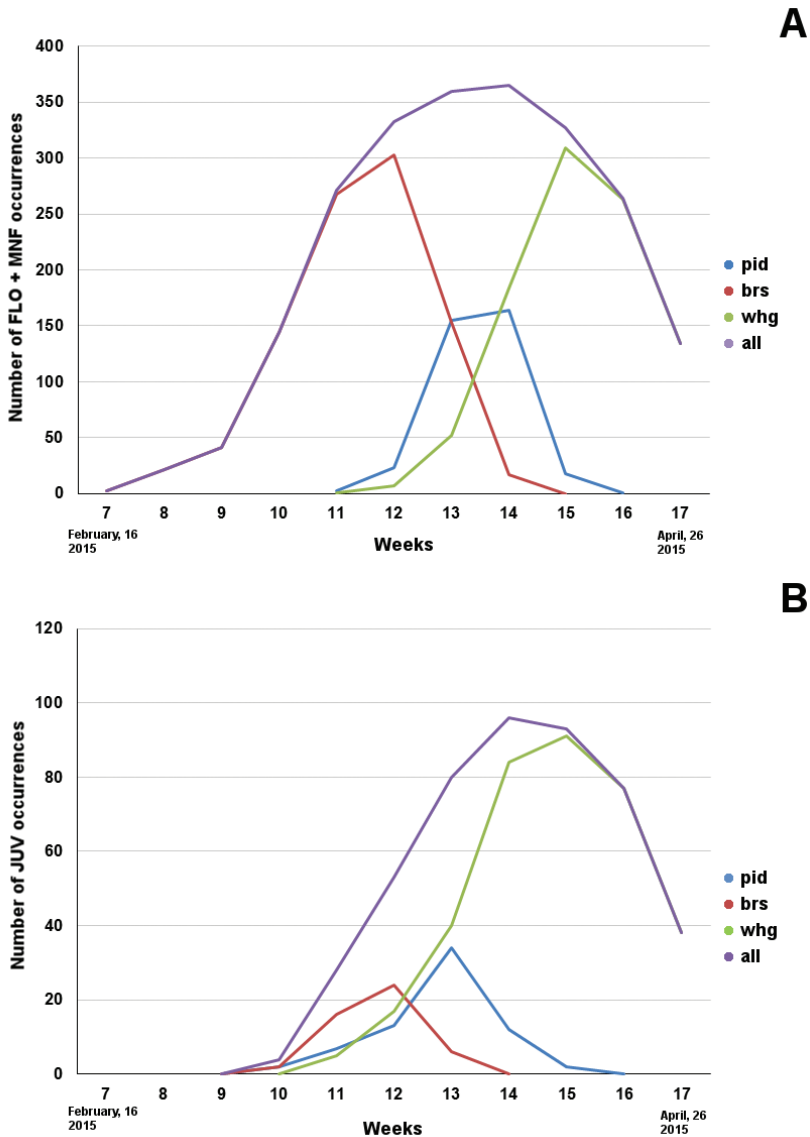 A
400
350
300
250
200
150
100
50
0
Number of FLO + MNF occurrences
7 8 9 10 11 12 13 14 15 16 17
February, 16
2015
April, 26
2015
Weeks
pid
brs
whg
all
B
120
100
80
60
40
20
0
Number of JUV occurrences
7 8 9 10 11 12 13 14 15 16 17
February, 16
2015
April, 26
2015
Weeks
pid
brs
whg
all